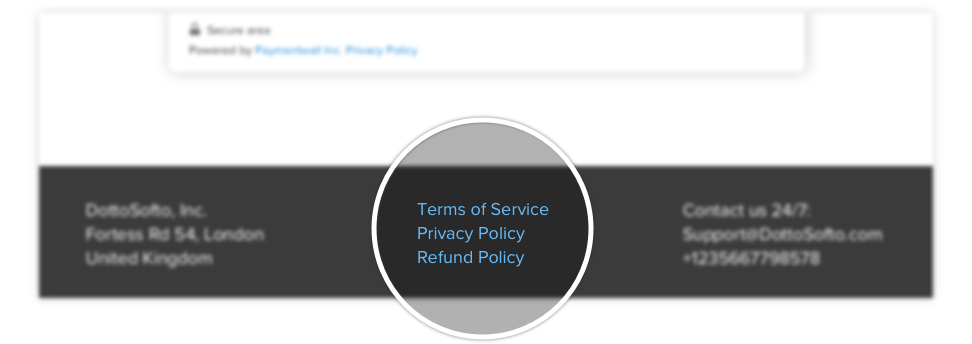 Secure area
Powered by Paymentwall Inc. Privacy Policy
DottoSofto, Inc.
Fortess Rd 54, London
United Kingdom
Terms of Service
Privacy Policy
Refund Policy
Contact us 24/7:
Support@DottoSofto.com
+1235667798578